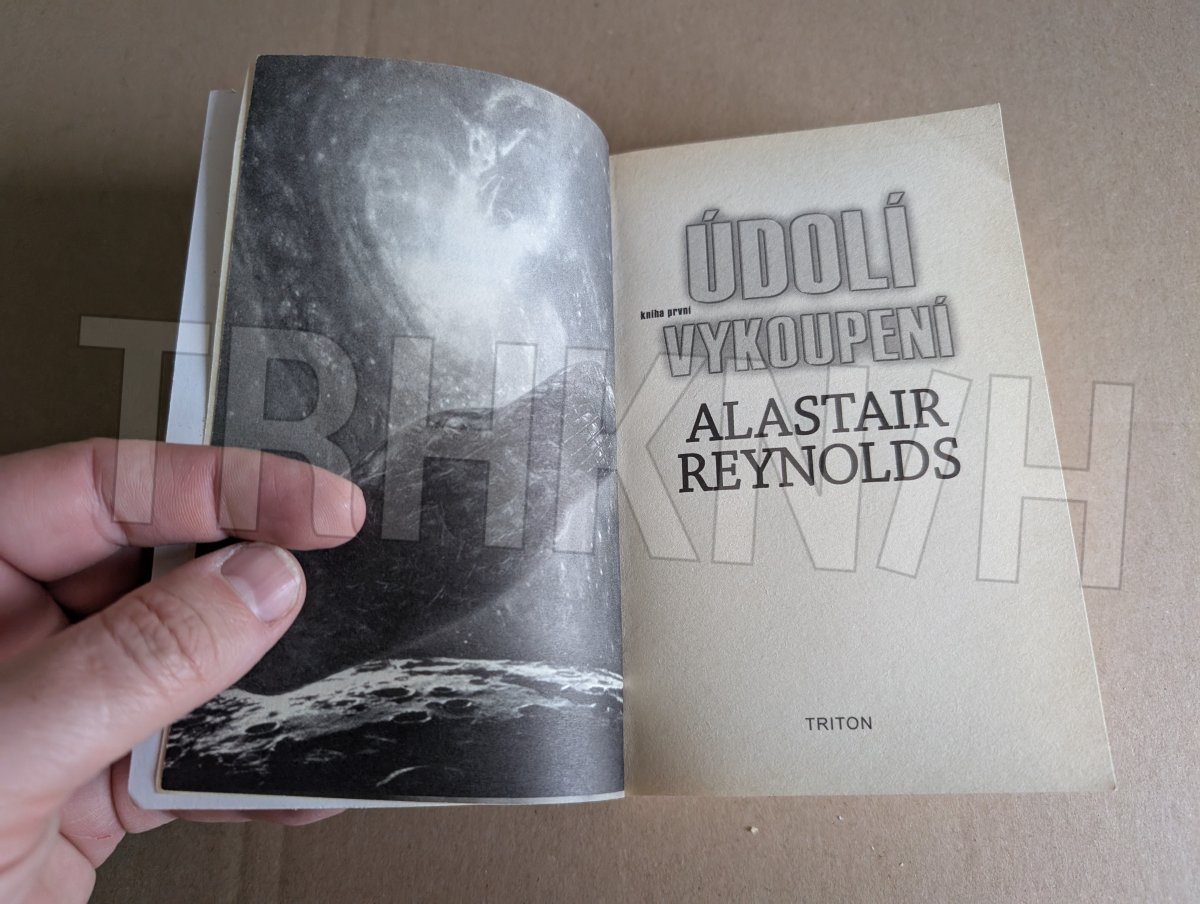 ÚDOLÍ
kniha první
VYKOUPENÍ
ALASTAIR
REYNOLDS
TRITON
TRHKNIH